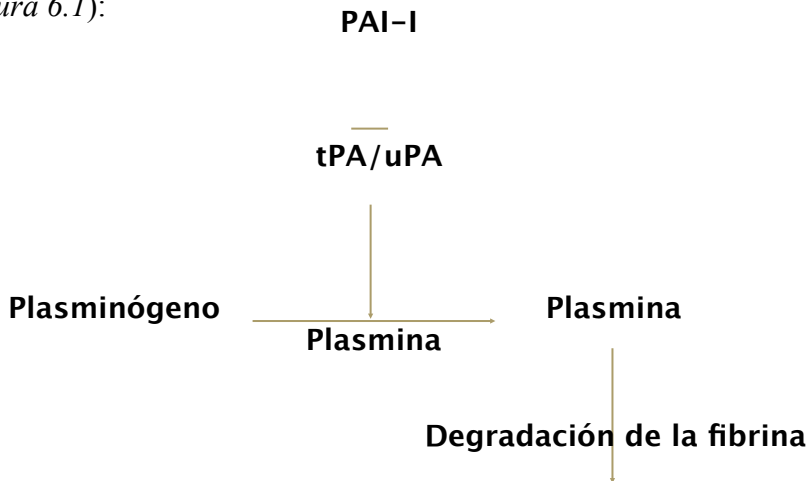 ura 6.1):
PAI-I
tPA/uPA
Plasminógeno
Plasmina
Plasmina
Degradación de la fibrina